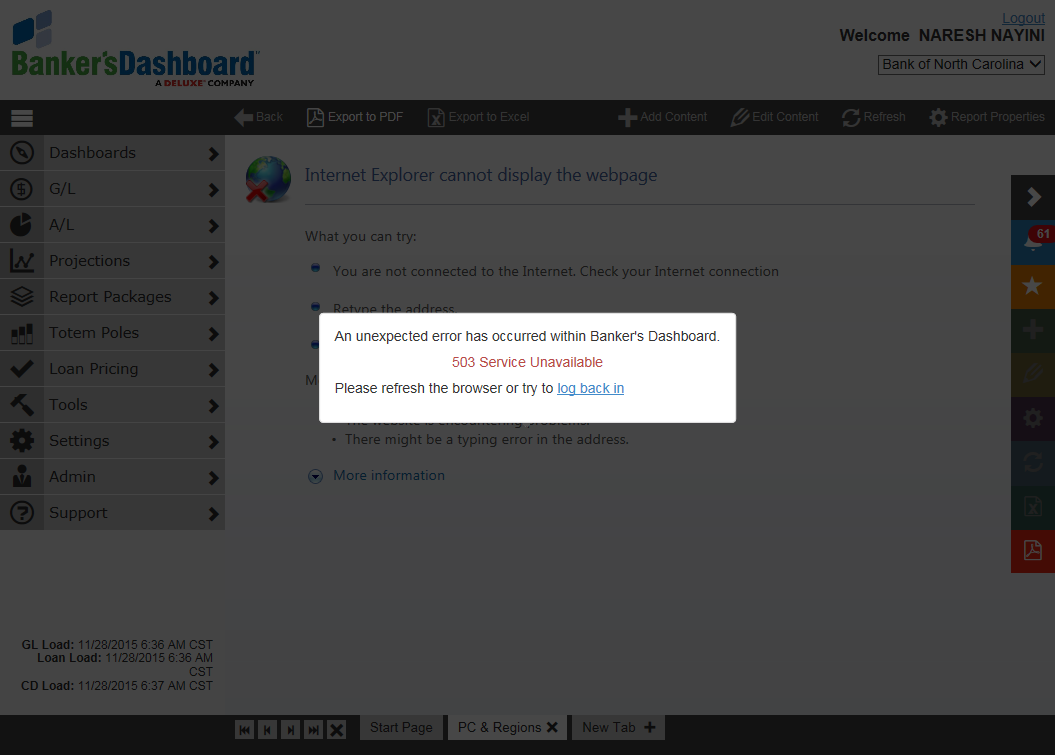 Logout
Welcome NARESH NAYINI
Banker'sDashboard
A DELUXE COMPANY
Bank of North Carolina
Back
Export to PDF
Export to Excel
Add Content
Edit Content
Refresh
Report Properties
Dashboards
G/L
A/L
Projections
Report Packages
Totem Poles
Loan Pricing
Tools
Settings
Admin
Support
Internet Explorer cannot display the webpage
What you can try:
You are not connected to the Internet. Check your Internet connection
Retype the address.
An unexpected error has occurred within Banker's Dashboard.
503 Service Unavailable
Please refresh the browser or try to log back in
The website is encountering problems.
• There might be a typing error in the address.
More information
61
GL Load: 11/28/2015 6:36 AM CST
Loan Load: 11/28/2015 6:36 AM
CST
CD Load: 11/28/2015 6:37 AM CST
Start Page
PC & Regions
New Tab